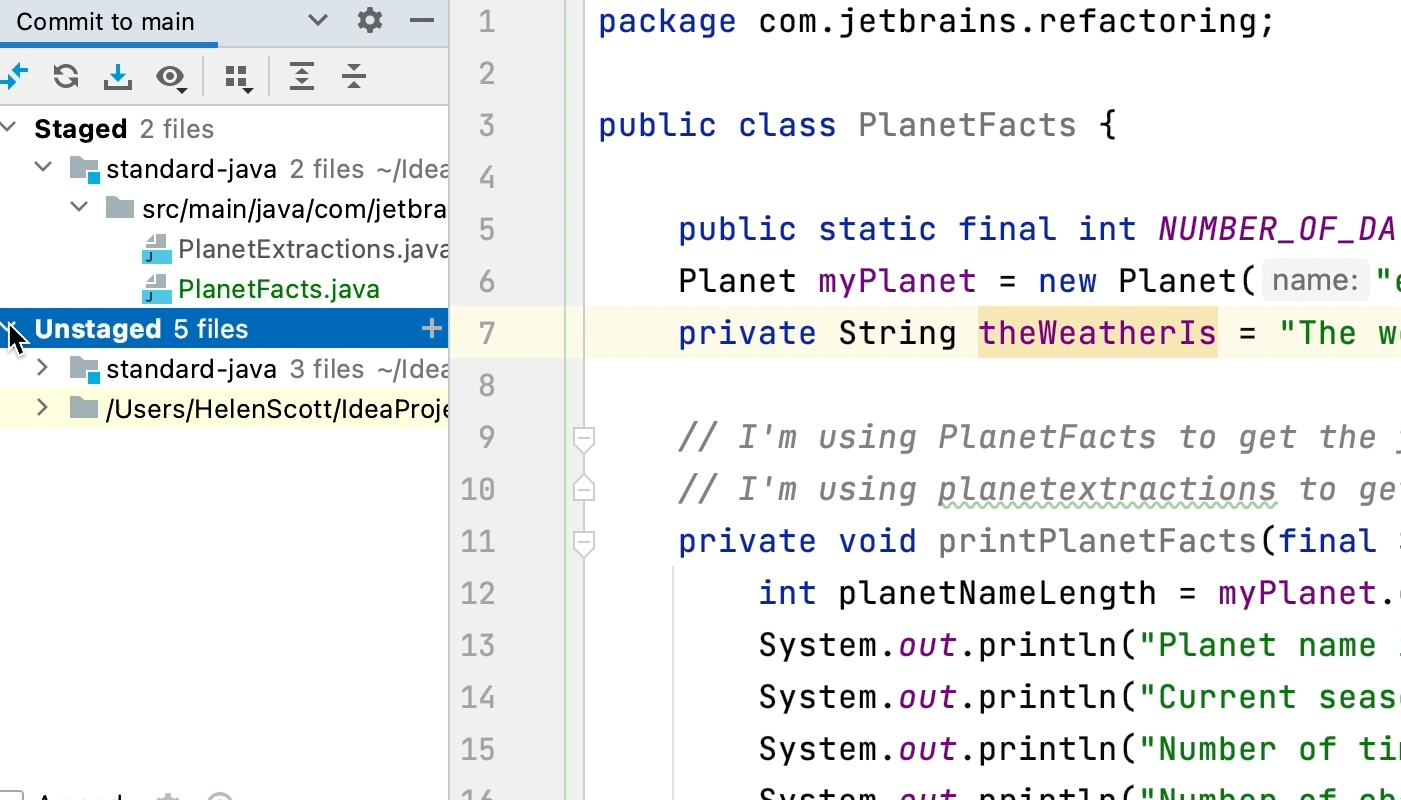 Commit to main
Staged 2 files
standard-java 2 files ~/Idea
src/main/java/com/jetbra
PlanetExtractions.java
PlanetFacts.java
Unstaged 5 files
standard-java 3 files ~/Idea
/Users/HelenScott/IdeaProje
1 package com.jetbrains.refactoring;
2
3 public class PlanetFacts {
4
5 public static final int NUMBER_OF_DA
6 Planet myPlanet = new Planet( name: "e
7 private String theWeatherIs = "The we
8
9 // I'm using PlanetFacts to get the
10 // I'm using planetextractions to get
11 private void printPlanetFacts(final
12 int planetNameLength = myPlanet.
13 System.out.println("Planet name
14 System.out.println("Current seas
15 System.out.println("Number of tim
16